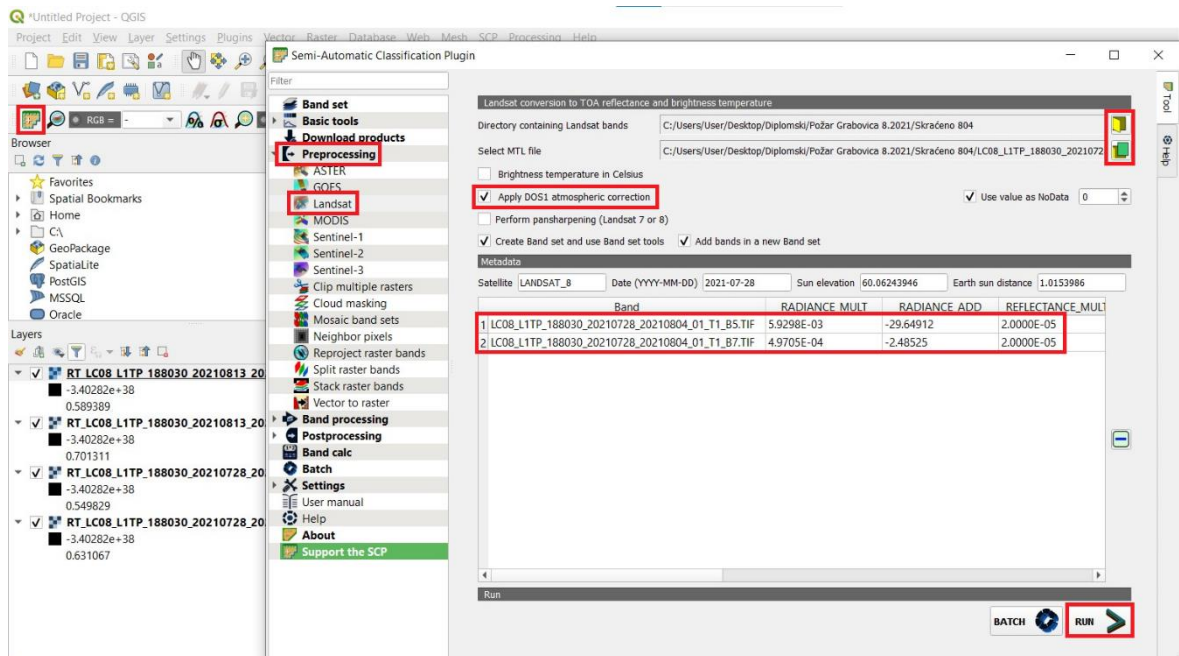 *Untitled Project - QGIS
Project Edit View Layer Settings Plugins Vector Raster Database Web Mesh SCP Processing Help
RGB = -
Browser
Favorites
Spatial Bookmarks
Home
C:\
GeoPackage
SpatiaLite
PostGIS
MSSQL
Oracle
Layers
RT_LC08_L1TP_188030_20210813_20
-3.40282e+38
0.589389
RT_LC08_L1TP_188030_20210813_20
-3.40282e+38
0.701311
RT_LC08_L1TP_188030_20210728_20
-3.40282e+38
0.549829
RT_LC08_L1TP_188030_20210728_20
-3.40282e+38
0.631067
Semi-Automatic Classification Plugin
Filter
Band set
Basic tools
Download products
Preprocessing
ASTER
GOES
Landsat
MODIS
Sentinel-1
Sentinel-2
Sentinel-3
Clip multiple rasters
Cloud masking
Mosaic band sets
Neighbor pixels
Reproject raster bands
Split raster bands
Stack raster bands
Vector to raster
Band processing
Postprocessing
Band calc
Batch
Settings
User manual
Help
About
Support the SCP
Landsat conversion to TOA reflectance and brightness temperature
Directory containing Landsat bands C:/Users/User/Desktop/Diplomski/Požar Grabovica 8.2021/Skraćeno 804
Select MTL file C:/Users/User/Desktop/Diplomski/Požar Grabovica 8.2021/Skraćeno 804/LC08_L1TP_188030_2021072
Brightness temperature in Celsius
Apply DOS1 atmospheric correction Use value as NoData 0
Perform pansharpening (Landsat 7 or 8)
Create Band set and use Band set tools Add bands in a new Band set
Metadata
Satellite LANDSAT_8 Date (YYYY-MM-DD) 2021-07-28 Sun elevation 60.06243946 Earth sun distance 1.0153986
Band RADIANCE_MULT RADIANCE_ADD REFLECTANCE_MULT
1 LC08_L1TP_188030_20210728_20210804_01_T1_B5.TIF 5.9298E-03 -29.64912 2.0000E-05
2 LC08_L1TP_188030_20210728_20210804_01_T1_B7.TIF 4.9705E-04 -2.48525 2.0000E-05
Run
BATCH RUN
Tool
Help